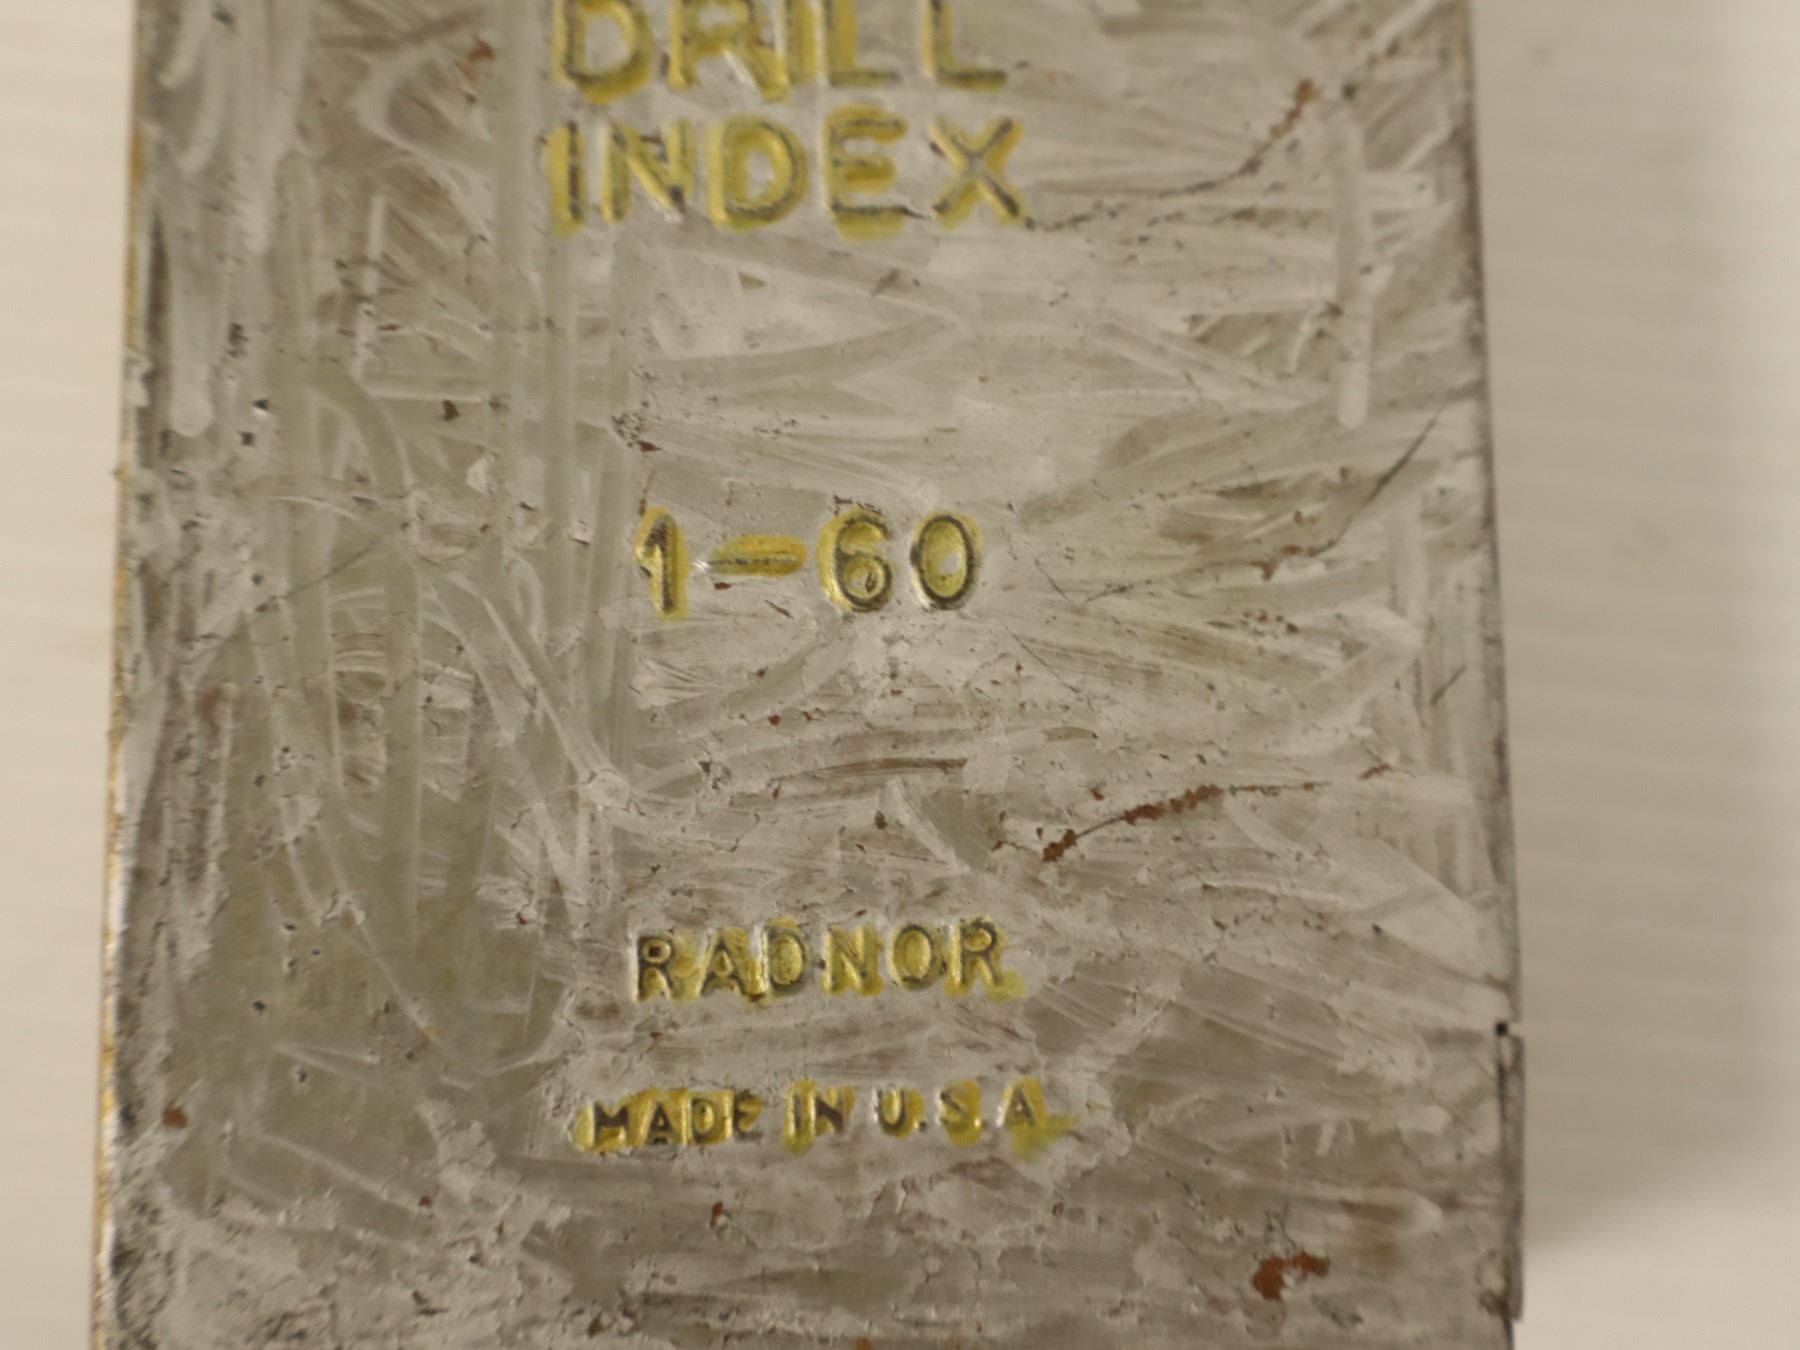 DRILL
INDEX
1-60
RADNOR
MADE IN U.S.A